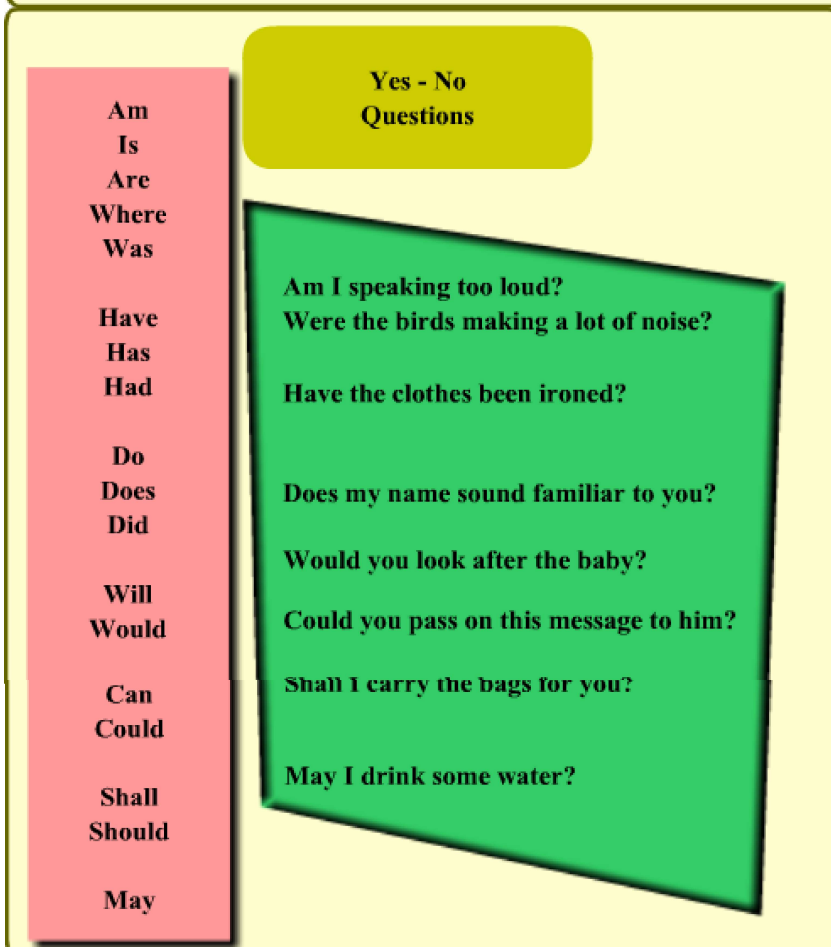 Yes - No
Questions
Am
Is
Are
Where
Was
Have
Has
Had
Do
Does
Did
Will
Would
Can
Could
Shall
Should
May
Am I speaking too loud?
Were the birds making a lot of noise?
Have the clothes been ironed?
Does my name sound familiar to you?
Would you look after the baby?
Could you pass on this message to him?
Shall I carry the bags for you?
May I drink some water?